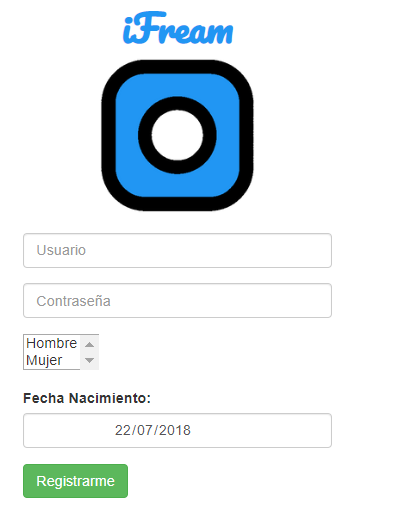 iFream
Usuario
Contraseña
Hombre
Mujer
Fecha Nacimiento:
22/07/2018
Registrarme